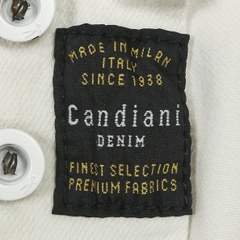 MADE IN MILAN
ITALY
SINCE 1938
Candiani
DENIM
FINEST SELECTION
PREMIUM FABRICS